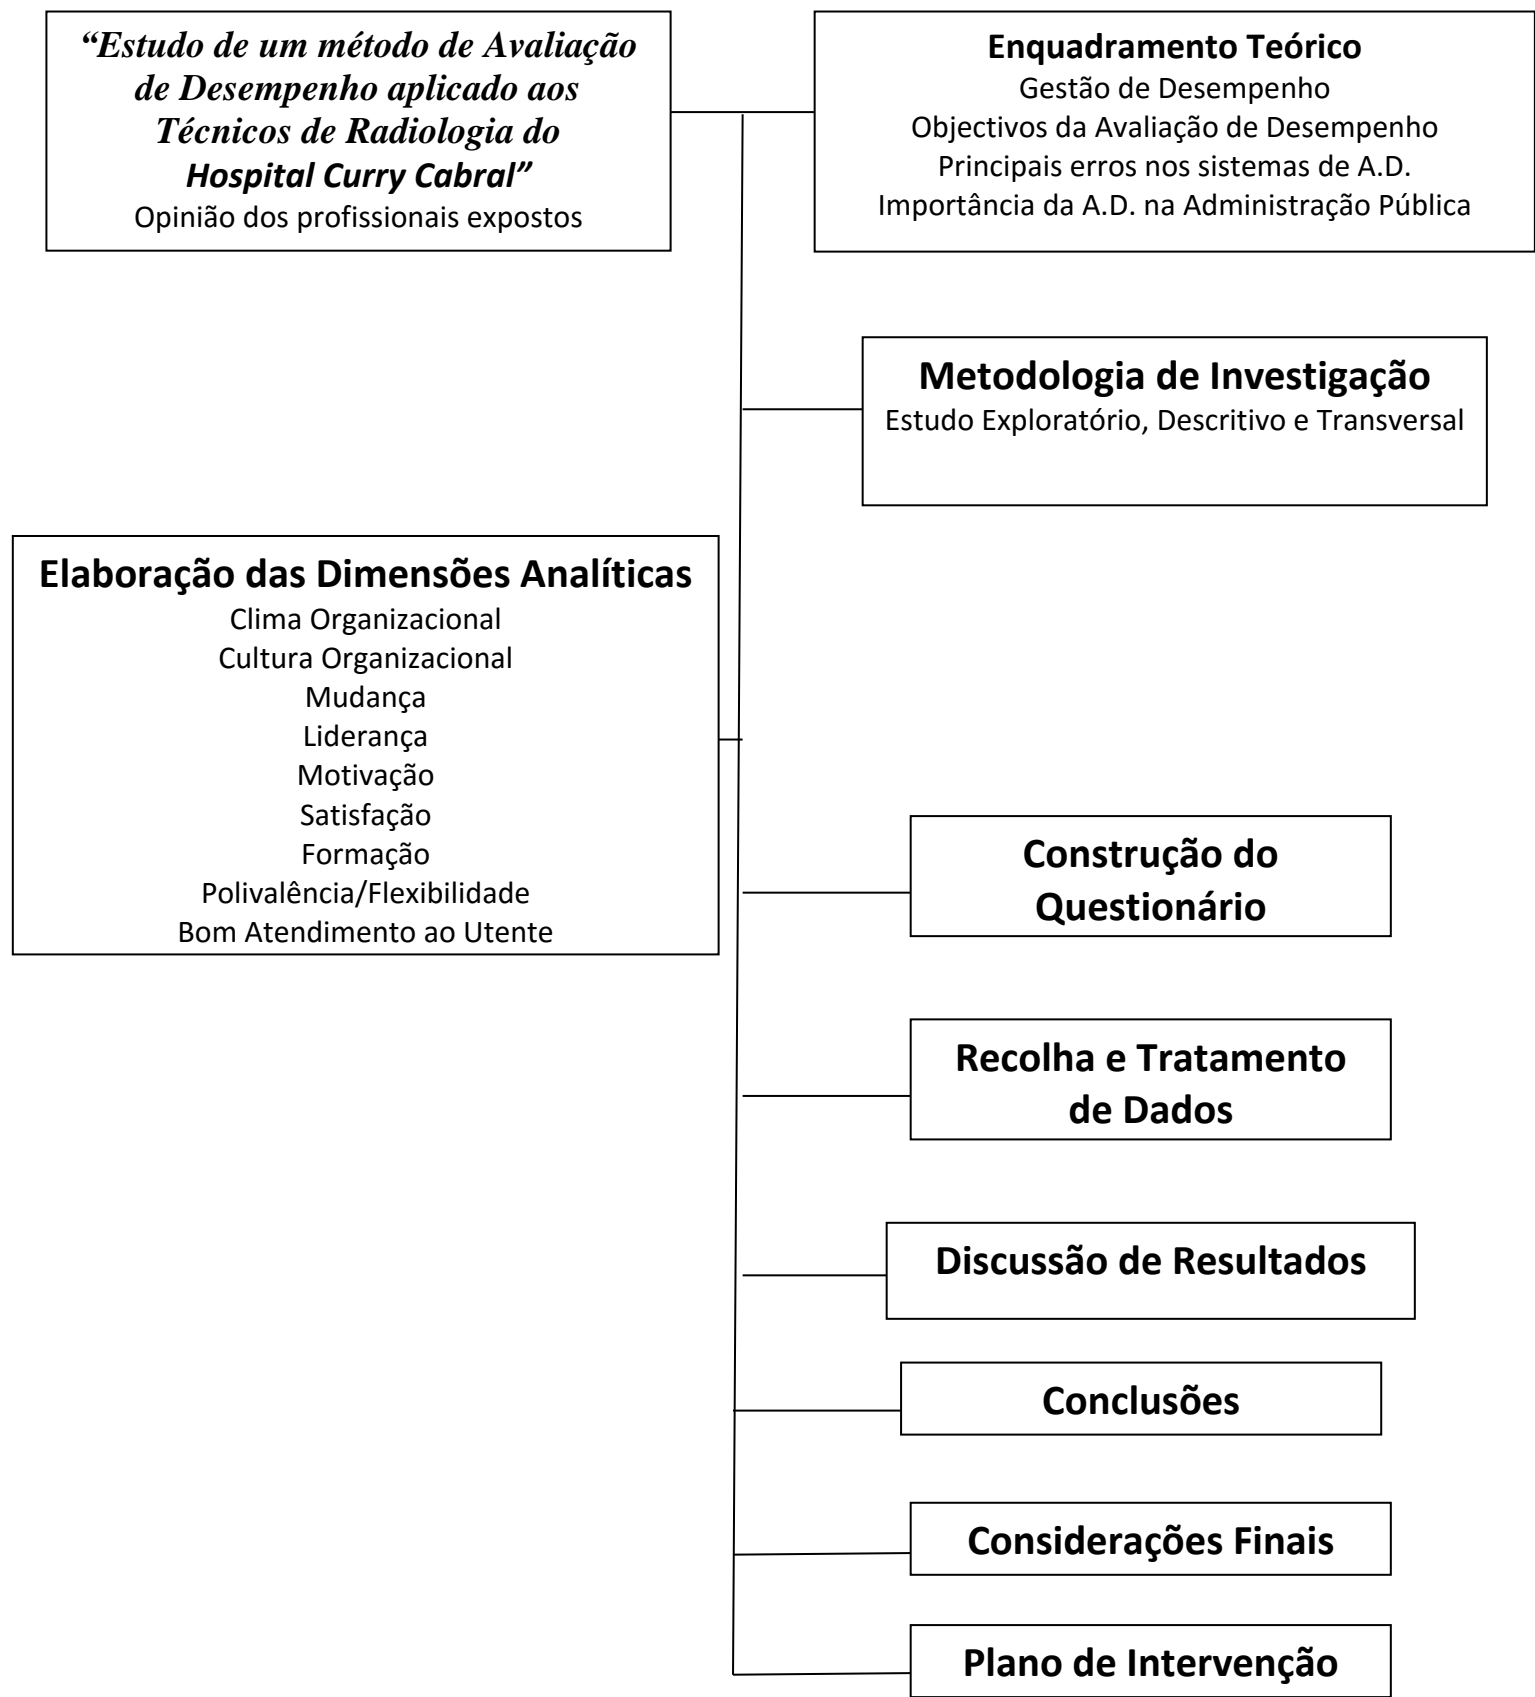 “Estudo de um método de Avaliação
de Desempenho aplicado aos
Técnicos de Radiologia do
Hospital Curry Cabral”
Opinião dos profissionais expostos
Enquadramento Teórico
Gestão de Desempenho
Objectivos da Avaliação de Desempenho
Principais erros nos sistemas de A.D.
Importância da A.D. na Administração Pública
Metodologia de Investigação
Estudo Exploratório, Descritivo e Transversal
Elaboração das Dimensões Analíticas
Clima Organizacional
Cultura Organizacional
Mudança
Liderança
Motivação
Satisfação
Formação
Polivalência/Flexibilidade
Bom Atendimento ao Utente
Construção do
Questionário
Recolha e Tratamento
de Dados
Discussão de Resultados
Conclusões
Considerações Finais
Plano de Intervenção